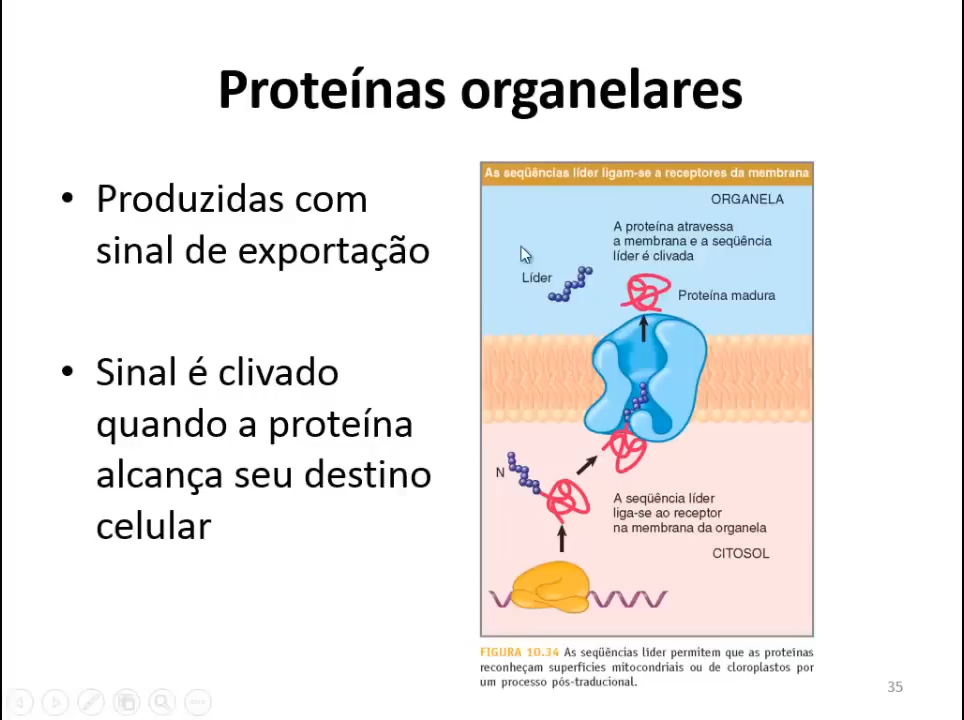 Proteínas organelares
• Produzidas com
sinal de exportação
• Sinal é clivado
quando a proteína
alcança seu destino
celular
As seqüências líder ligam-se a receptores da membrana
ORGANELA
A proteína atravessa
a membrana e a seqüência
líder é clivada
Líder
Proteína madura
N
A seqüência líder
liga-se ao receptor
na membrana da organela
CITOSOL
FIGURA 10.34 As seqüências líder permitem que as proteínas
reconheçam superfícies mitocondriais ou de cloroplastos por
um processo pós-traducional.
35